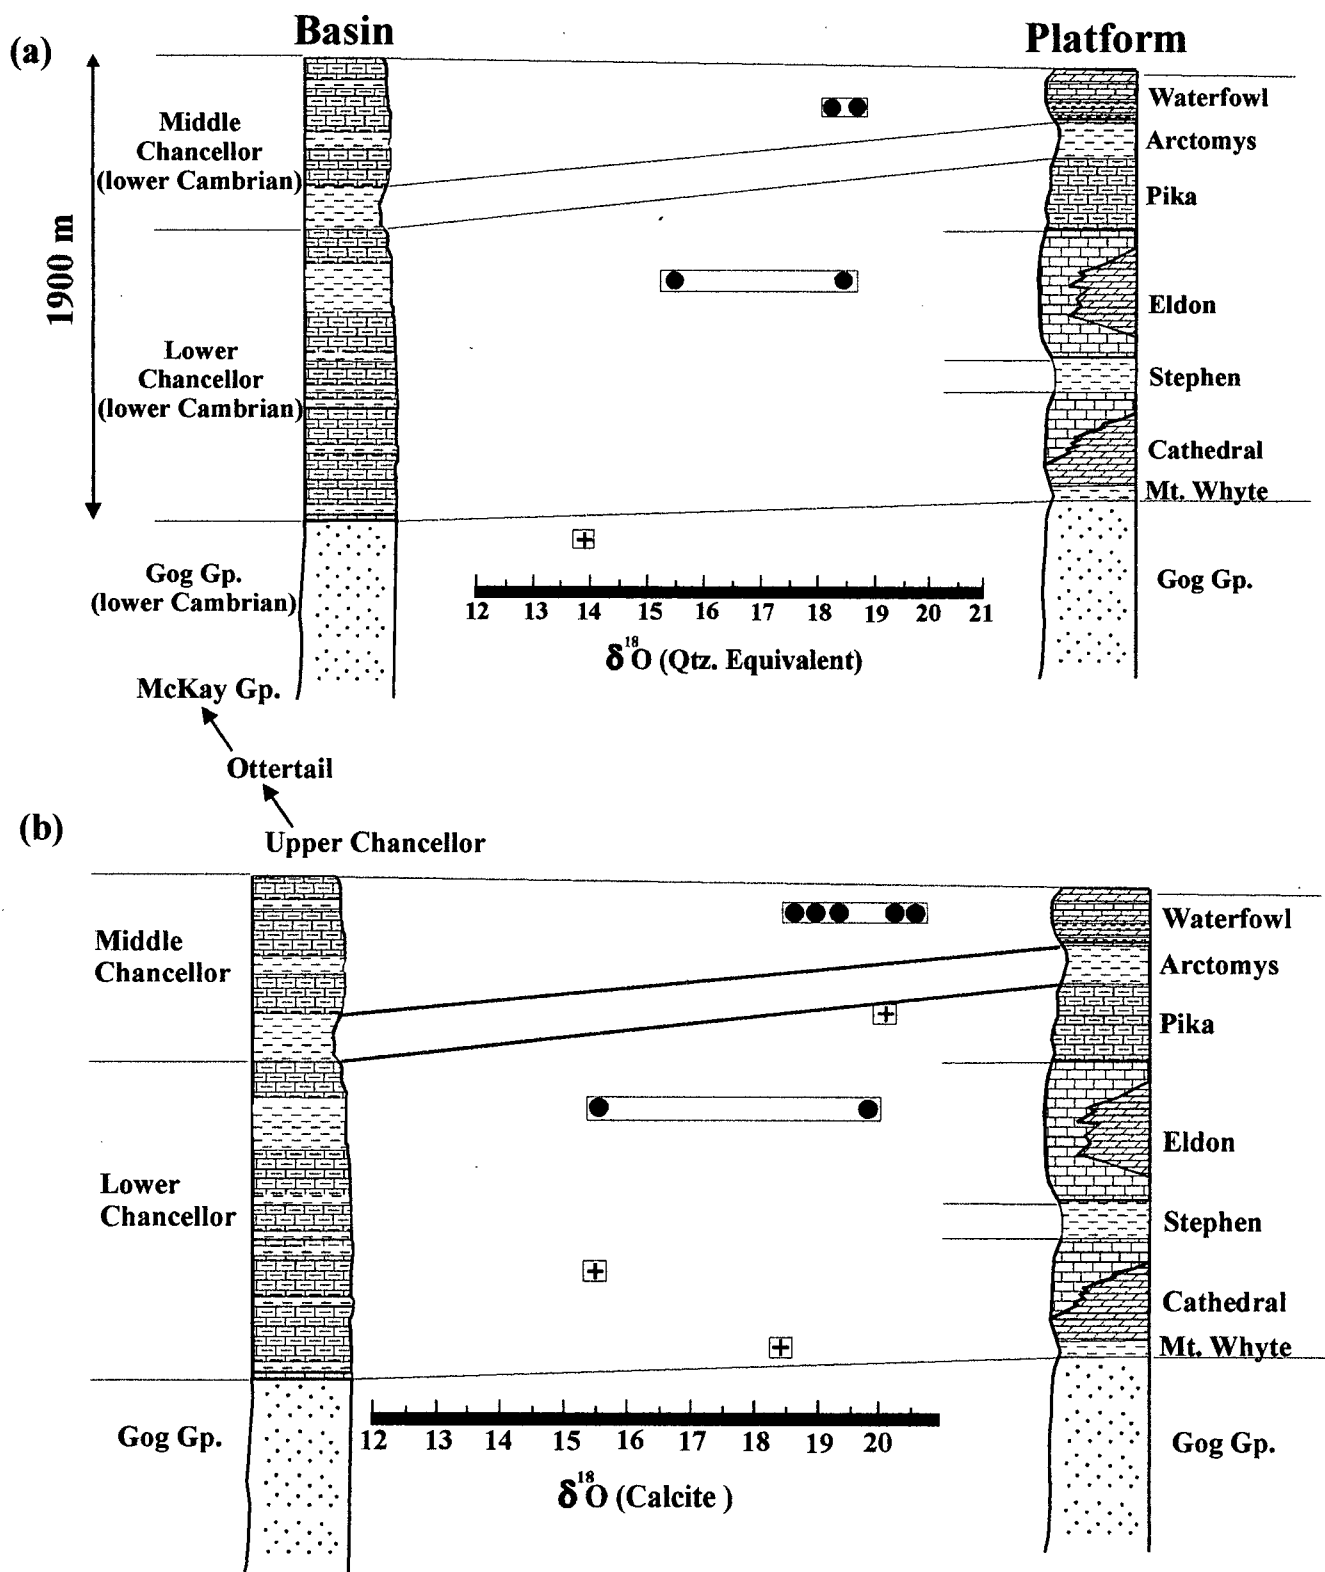 (a)
Basin
Platform
1900 m
Middle
Chancellor
(lower Cambrian)
Lower
Chancellor
(lower Cambrian)
Gog Gp.
(lower Cambrian)
Waterfowl
Arctomys
Pika
Eldon
Stephen
Cathedral
Mt. Whyte
Gog Gp.
12 13 14 15 16 17 18 19 20 21
δ18O (Qtz. Equivalent)
McKay Gp.
Ottertail
Upper Chancellor
(b)
Middle
Chancellor
Lower
Chancellor
Gog Gp.
Waterfowl
Arctomys
Pika
Eldon
Stephen
Cathedral
Mt. Whyte
Gog Gp.
12 13 14 15 16 17 18 19 20
δ18O (Calcite )